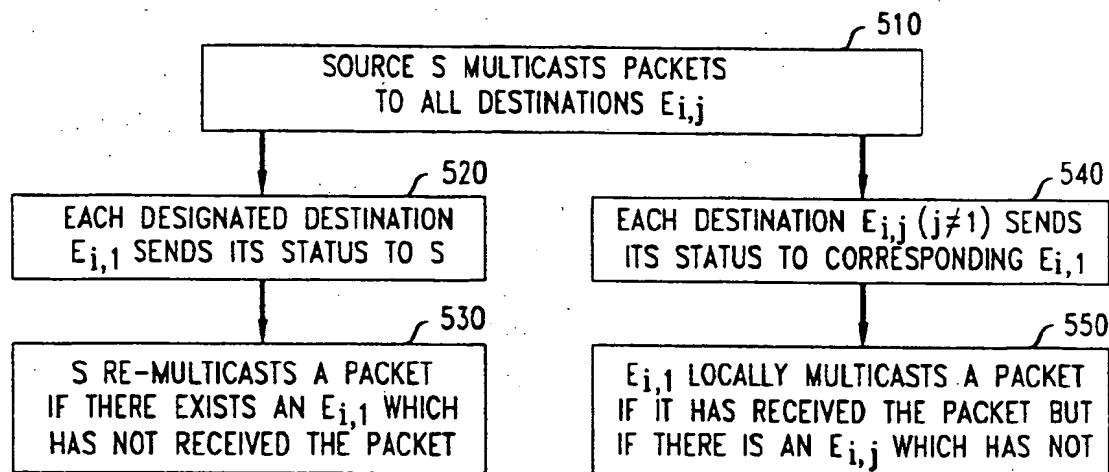 510
SOURCE S MULTICASTS PACKETS
TO ALL DESTINATIONS Ei,j
520
EACH DESIGNATED DESTINATION
Ei,1 SENDS ITS STATUS TO S
530
S RE-MULTICASTS A PACKET
IF THERE EXISTS AN Ei,1 WHICH
HAS NOT RECEIVED THE PACKET
540
EACH DESTINATION Ei,j (j≠1) SENDS
ITS STATUS TO CORRESPONDING Ei,1
550
Ei,1 LOCALLY MULTICASTS A PACKET
IF IT HAS RECEIVED THE PACKET BUT
IF THERE IS AN Ei,j WHICH HAS NOT